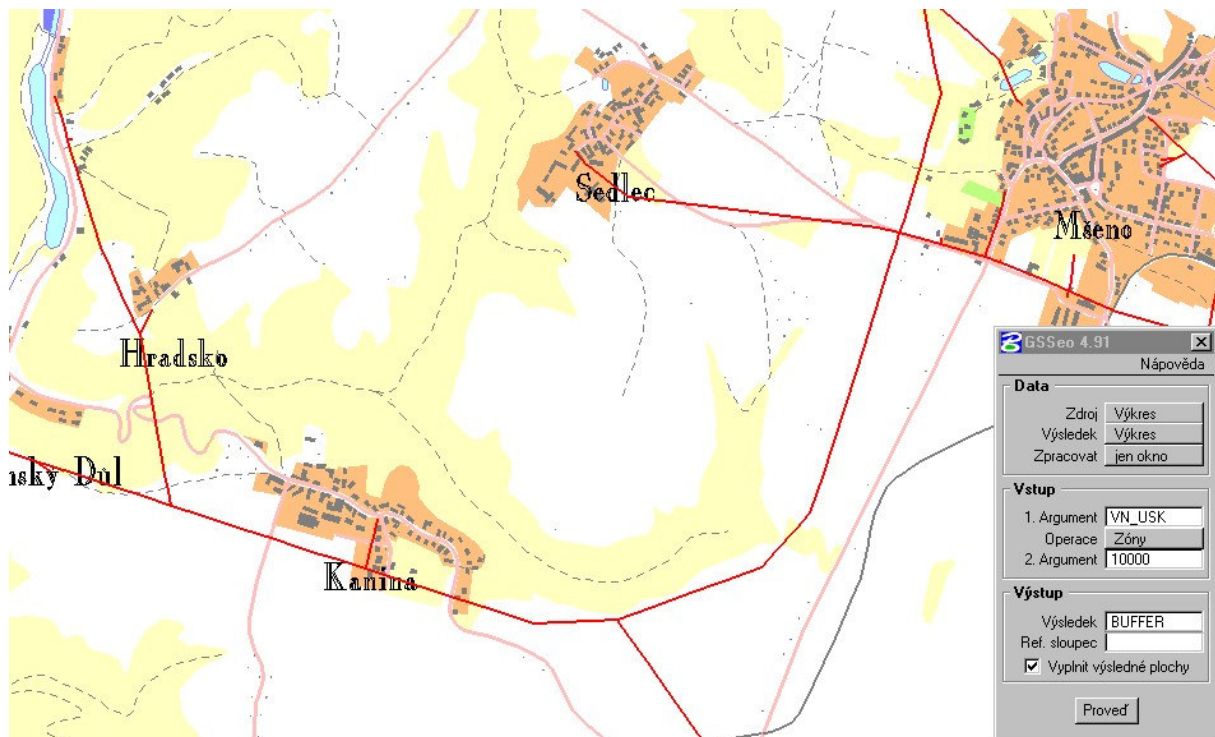 Sedlec
Mšeno
Hradsko
nský Důl
Kanina
GSSeo 4.91
Nápověda
Data
Zdroj Výkres
Výsledek Výkres
Zpracovat jen okno
Vstup
1. Argument VN_USK
Operace Zóny
2. Argument 10000
Výstup
Výsledek BUFFER
Ref. sloupec
Vyplnit výsledné plochy
Proveď